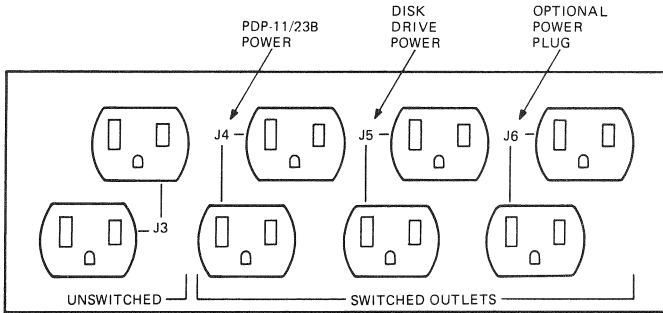 PDP-11/23B
POWER
DISK
DRIVE
POWER
OPTIONAL
POWER
PLUG
J4
J5
J6
J3
UNSWITCHED
SWITCHED OUTLETS